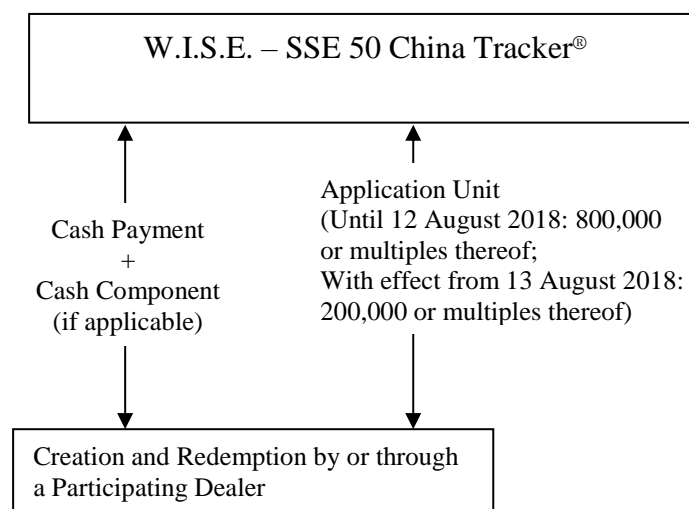 W.I.S.E. – SSE 50 China Tracker®
Cash Payment
+
Cash Component
(if applicable)
Application Unit
(Until 12 August 2018: 800,000
or multiples thereof;
With effect from 13 August 2018:
200,000 or multiples thereof)
Creation and Redemption by or through
a Participating Dealer